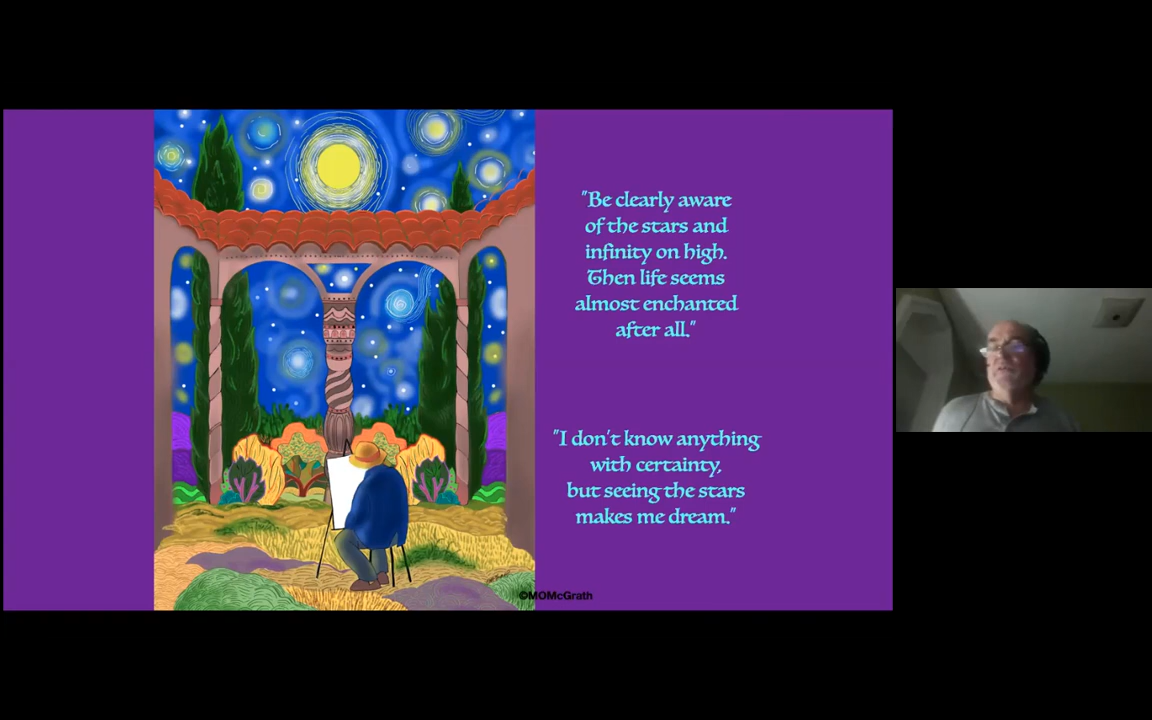 "Be clearly aware
of the stars and
infinity on high.
Then life seems
almost enchanted
after all."
"I don't know anything
with certainty,
but seeing the stars
makes me dream."
©MOMcGrath